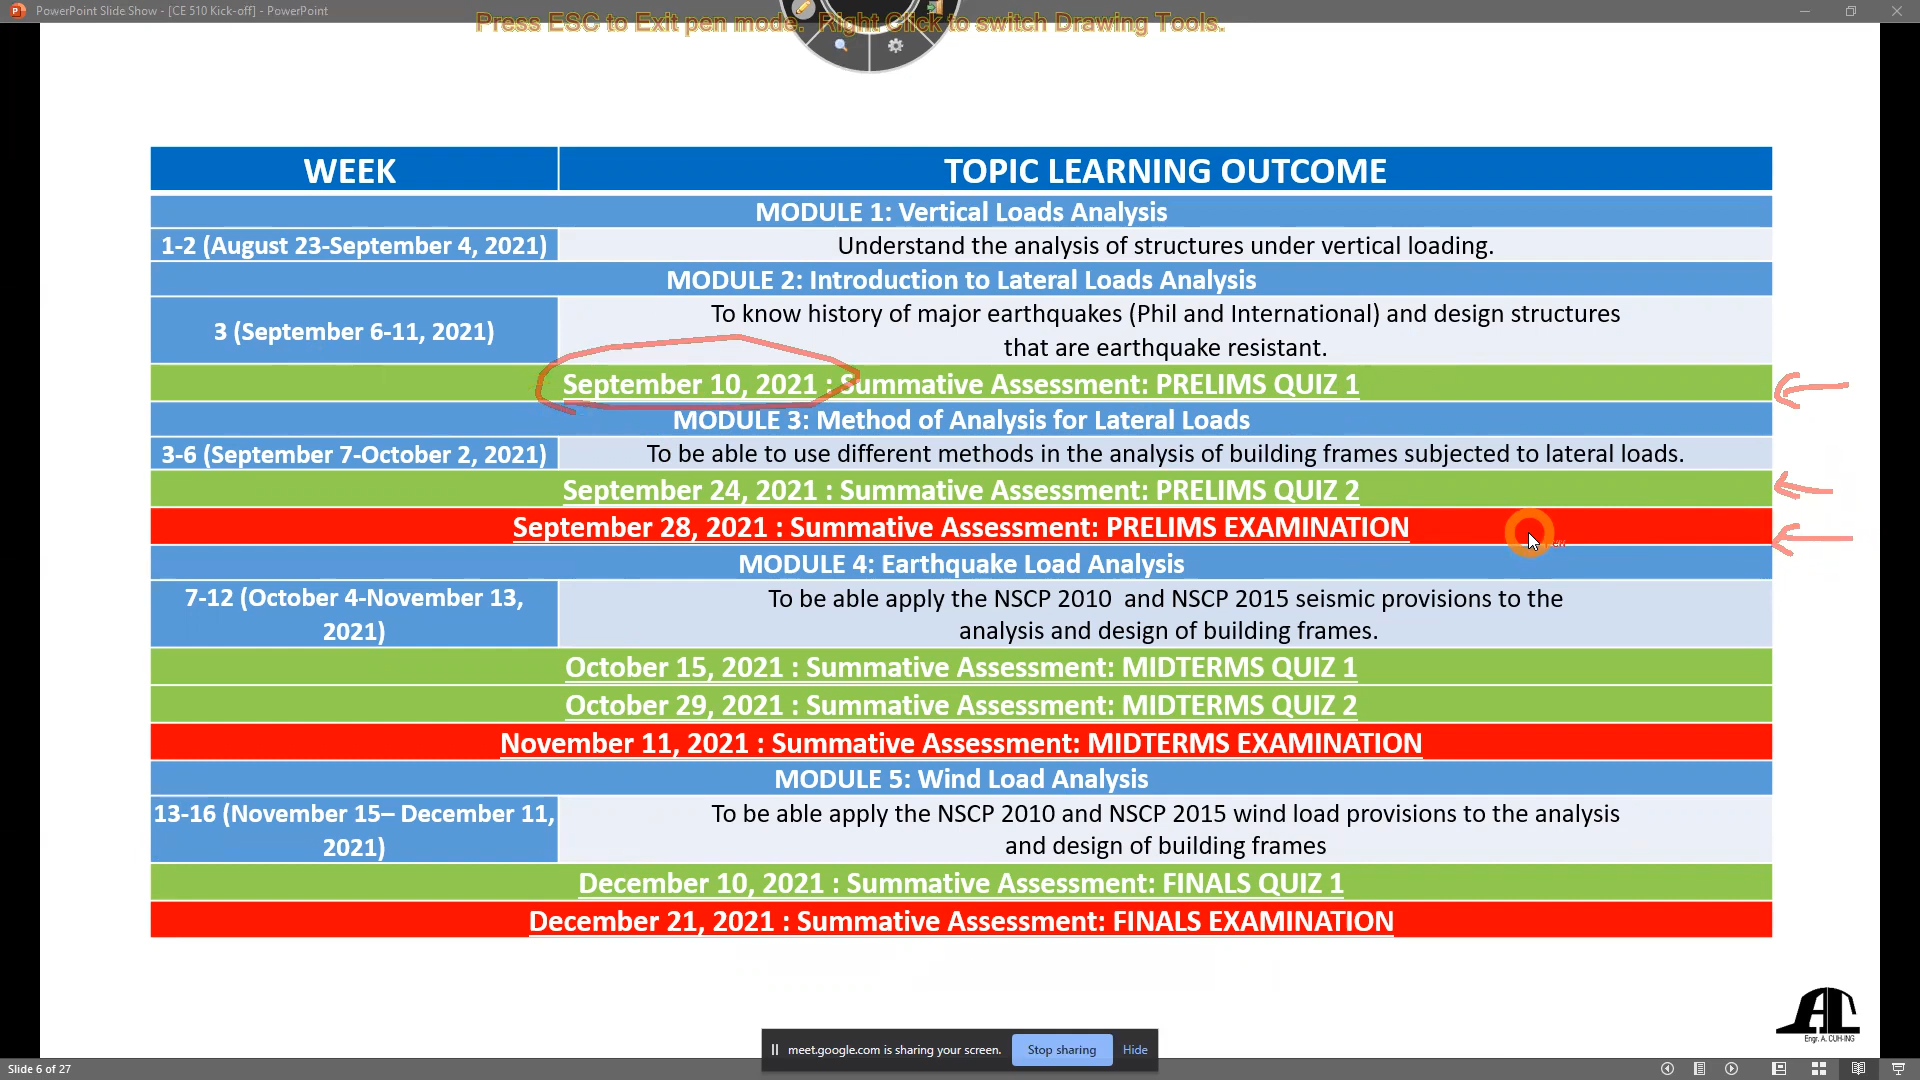 PowerPoint Slide Show - [CE 510 Kick-off] - PowerPoint
Press ESC to Exit pen mode. Right Click to switch Drawing Tools.
WEEK TOPIC LEARNING OUTCOME
MODULE 1: Vertical Loads Analysis
1-2 (August 23-September 4, 2021) Understand the analysis of structures under vertical loading.
MODULE 2: Introduction to Lateral Loads Analysis
3 (September 6-11, 2021) To know history of major earthquakes (Phil and International) and design structures
that are earthquake resistant.
September 10, 2021 : Summative Assessment: PRELIMS QUIZ 1
MODULE 3: Method of Analysis for Lateral Loads
3-6 (September 7-October 2, 2021) To be able to use different methods in the analysis of building frames subjected to lateral loads.
September 24, 2021 : Summative Assessment: PRELIMS QUIZ 2
September 28, 2021 : Summative Assessment: PRELIMS EXAMINATION
MODULE 4: Earthquake Load Analysis
7-12 (October 4-November 13, To be able apply the NSCP 2010 and NSCP 2015 seismic provisions to the
2021) analysis and design of building frames.
October 15, 2021 : Summative Assessment: MIDTERMS QUIZ 1
October 29, 2021 : Summative Assessment: MIDTERMS QUIZ 2
November 11, 2021 : Summative Assessment: MIDTERMS EXAMINATION
MODULE 5: Wind Load Analysis
13-16 (November 15– December 11, To be able apply the NSCP 2010 and NSCP 2015 wind load provisions to the analysis
2021) and design of building frames
December 10, 2021 : Summative Assessment: FINALS QUIZ 1
December 21, 2021 : Summative Assessment: FINALS EXAMINATION
Engr. A. CUH-ING
meet.google.com is sharing your screen. Stop sharing Hide
Slide 6 of 27